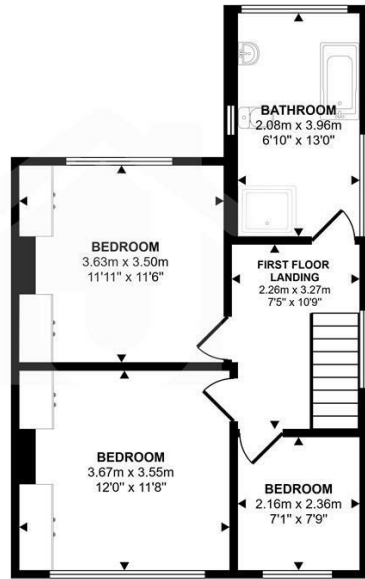 BATHROOM
2.08m x 3.96m
6'10" x 13'0"
BEDROOM
3.63m x 3.50m
11'11" x 11'6"
FIRST FLOOR
LANDING
2.26m x 3.27m
7'5" x 10'9"
BEDROOM
3.67m x 3.55m
12'0" x 11'8"
BEDROOM
2.16m x 2.36m
7'1" x 7'9"